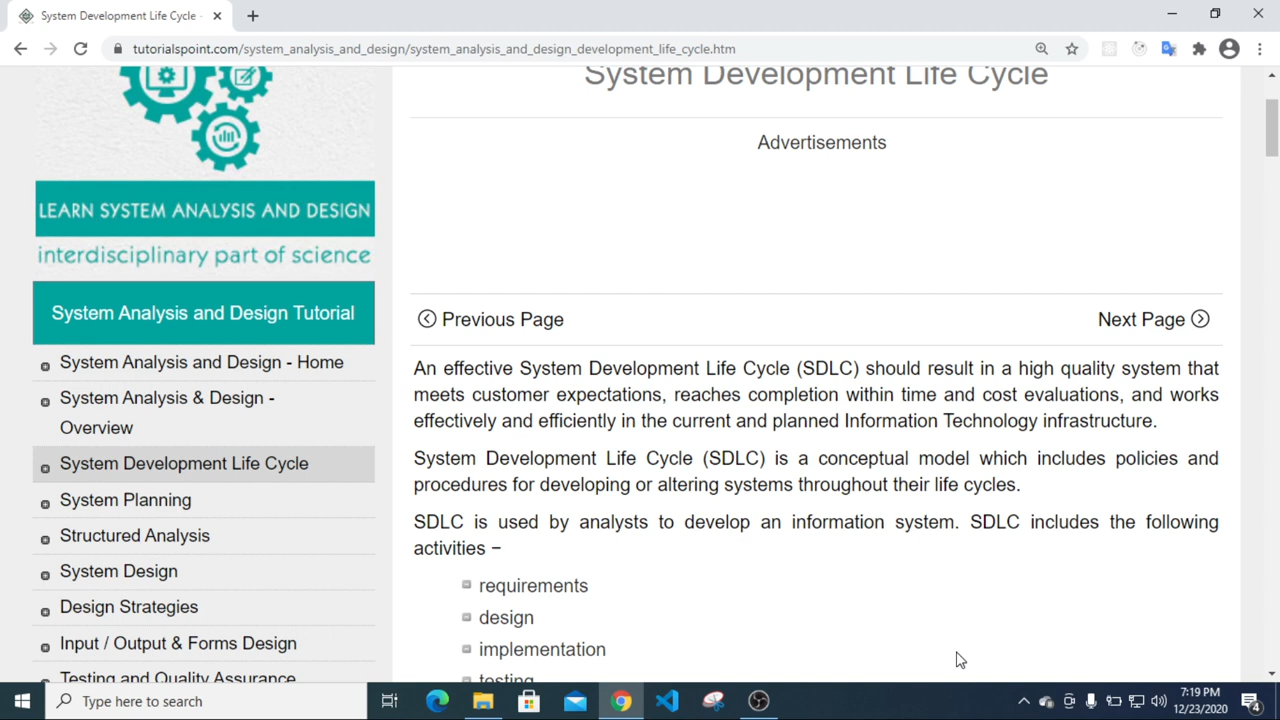 System Development Life Cycle -
tutorialspoint.com/system_analysis_and_design/system_analysis_and_design_development_life_cycle.htm
LEARN SYSTEM ANALYSIS AND DESIGN
interdisciplinary part of science
System Analysis and Design Tutorial
System Analysis and Design - Home
System Analysis & Design -
Overview
System Development Life Cycle
System Planning
Structured Analysis
System Design
Design Strategies
Input / Output & Forms Design
Testing and Quality Assurance
System Development Life Cycle
Advertisements
Previous Page
Next Page
An effective System Development Life Cycle (SDLC) should result in a high quality system that
meets customer expectations, reaches completion within time and cost evaluations, and works
effectively and efficiently in the current and planned Information Technology infrastructure.
System Development Life Cycle (SDLC) is a conceptual model which includes policies and
procedures for developing or altering systems throughout their life cycles.
SDLC is used by analysts to develop an information system. SDLC includes the following
activities −
requirements
design
implementation
testing
Type here to search
7:19 PM
12/23/2020
4